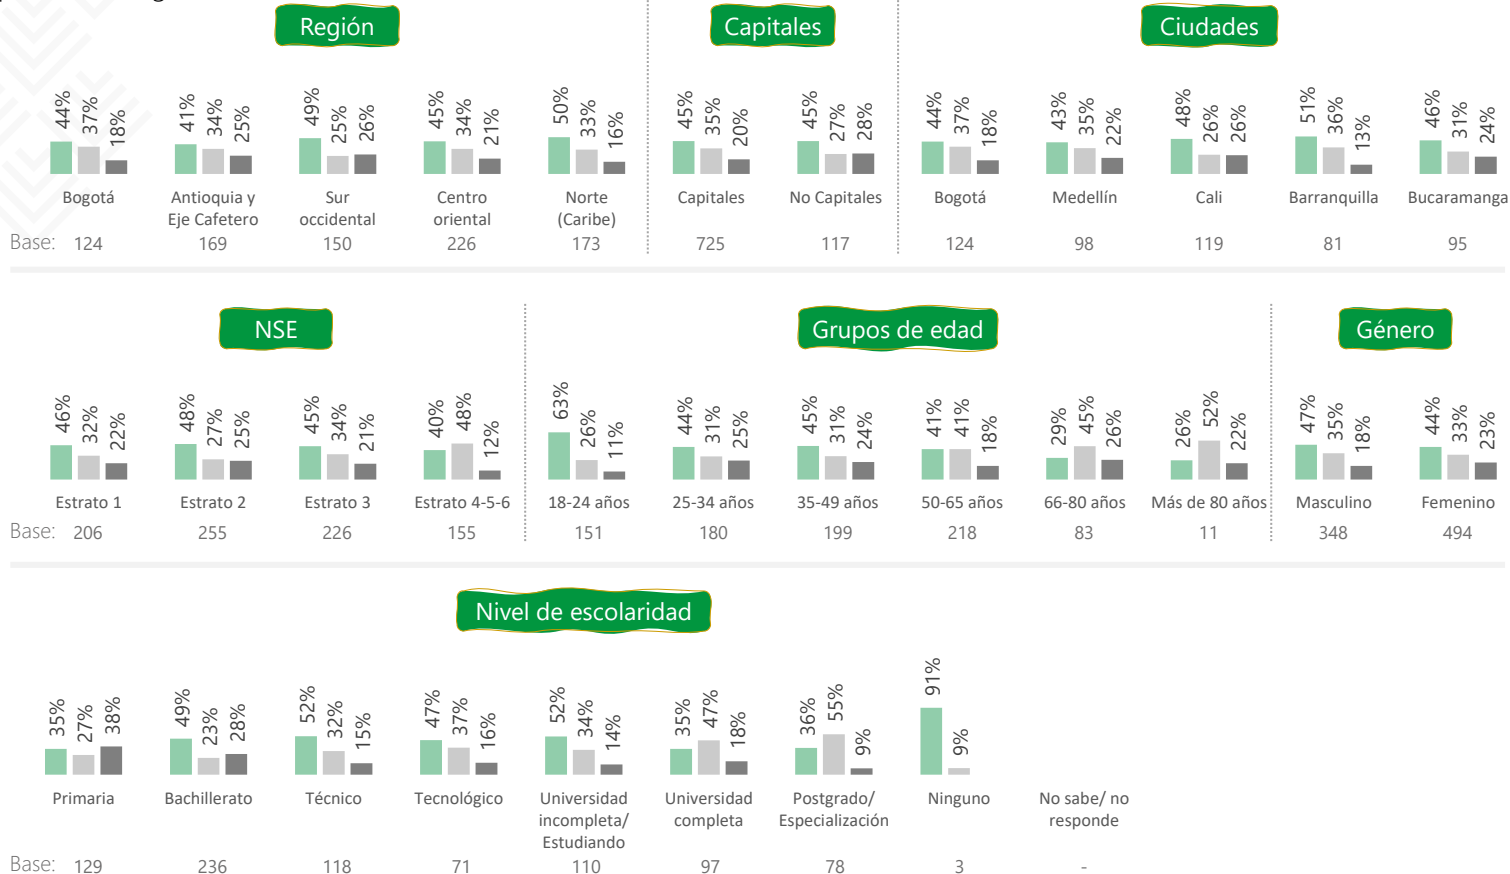 Región
Capitales
Ciudades
44% 37% 18%
41% 34% 25%
49% 25% 26%
45% 34% 21%
50% 33% 16%
45% 35% 20%
45% 27% 28%
44% 37% 18%
43% 35% 22%
48% 26% 26%
51% 36% 13%
46% 31% 24%
Bogotá
Antioquia y
Eje Cafetero
Sur
occidental
Centro
oriental
Norte
(Caribe)
Capitales
No Capitales
Bogotá
Medellín
Cali
Barranquilla
Bucaramanga
Base: 124 169 150 226 173 725 117 124 98 119 81 95
NSE
Grupos de edad
Género
46% 32% 22%
48% 27% 25%
45% 34% 21%
40% 48% 12%
63% 26% 11%
44% 31% 25%
45% 31% 24%
41% 41% 18%
29% 45% 26%
26% 52% 22%
47% 35% 18%
44% 33% 23%
Estrato 1
Estrato 2
Estrato 3
Estrato 4-5-6
18-24 años
25-34 años
35-49 años
50-65 años
66-80 años
Más de 80 años
Masculino
Femenino
Base: 206 255 226 155 151 180 199 218 83 11 348 494
Nivel de escolaridad
35% 27% 38%
49% 23% 28%
52% 32% 15%
47% 37% 16%
52% 34% 14%
35% 47% 18%
36% 55% 9%
91% 9%
Primaria
Bachillerato
Técnico
Tecnológico
Universidad
incompleta/
Estudiando
Universidad
completa
Postgrado/
Especialización
Ninguno
No sabe/ no
responde
Base: 129 236 118 71 110 97 78 3 -